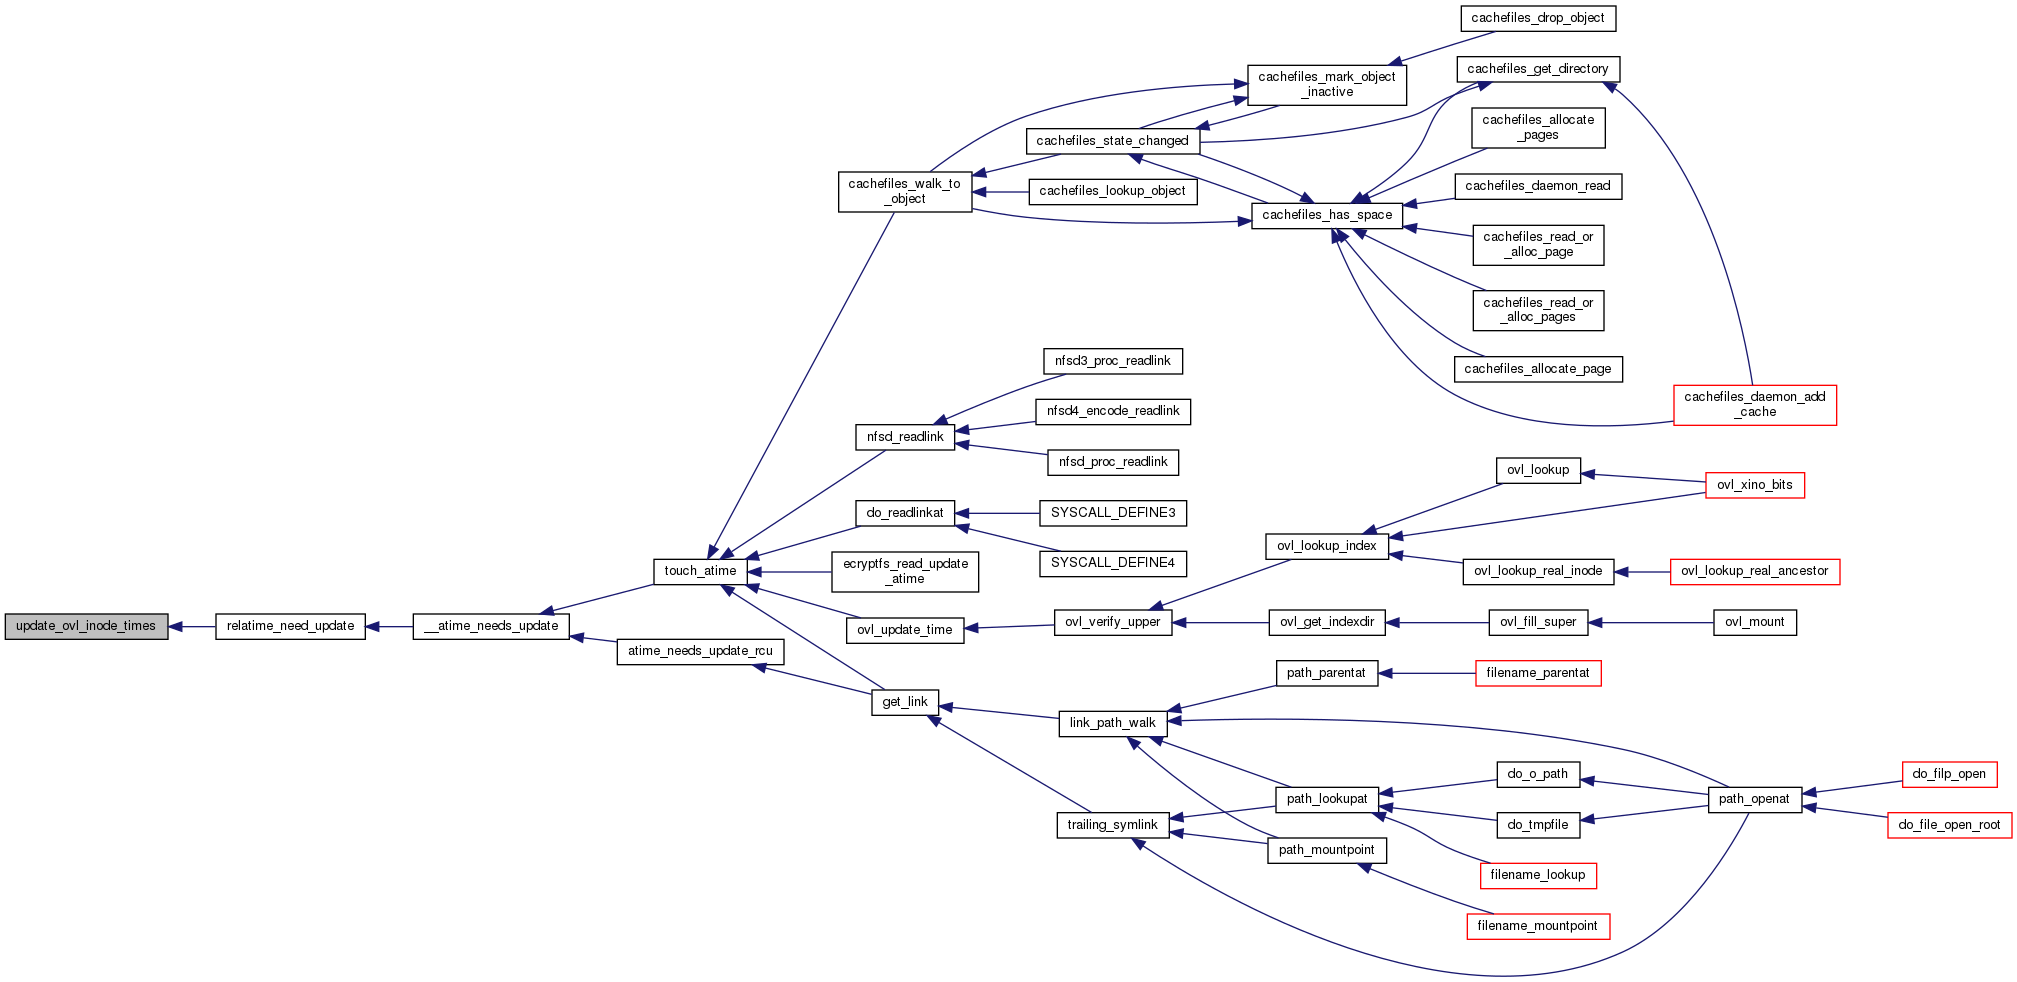 cachefiles_drop_object
cachefiles_get_directory
cachefiles_mark_object
_inactive
cachefiles_allocate
_pages
cachefiles_state_changed
cachefiles_walk_to
_object
cachefiles_lookup_object
cachefiles_daemon_read
cachefiles_has_space
cachefiles_read_or
_alloc_page
cachefiles_read_or
_alloc_pages
cachefiles_allocate_page
cachefiles_daemon_add
_cache
nfsd3_proc_readlink
nfsd4_encode_readlink
nfsd_readlink
nfsd_proc_readlink
ovl_lookup
ovl_xino_bits
do_readlinkat
SYSCALL_DEFINE3
SYSCALL_DEFINE4
ovl_lookup_index
ovl_lookup_real_inode
ovl_lookup_real_ancestor
touch_atime
ecryptfs_read_update
_atime
update_ovl_inode_times
relatime_need_update
__atime_needs_update
atime_needs_update_rcu
ovl_update_time
ovl_verify_upper
ovl_get_indexdir
ovl_fill_super
ovl_mount
path_parentat
filename_parentat
get_link
link_path_walk
do_o_path
do_filp_open
path_lookupat
path_openat
trailing_symlink
do_tmpfile
do_file_open_root
path_mountpoint
filename_lookup
filename_mountpoint